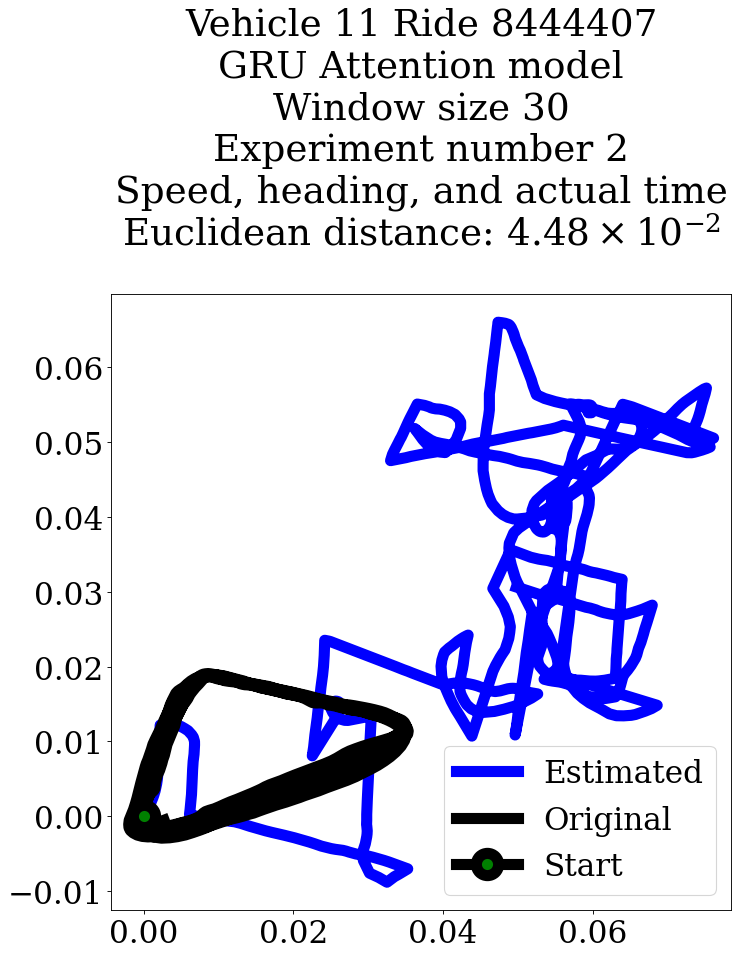 Vehicle 11 Ride 8444407
GRU Attention model
Window size 30
Experiment number 2
Speed, heading, and actual time
Euclidean distance: 4.48 × 10⁻²
0.06
0.05
0.04
0.03
0.02
0.01
0.00
−0.01
0.00 0.02 0.04 0.06
Estimated
Original
Start